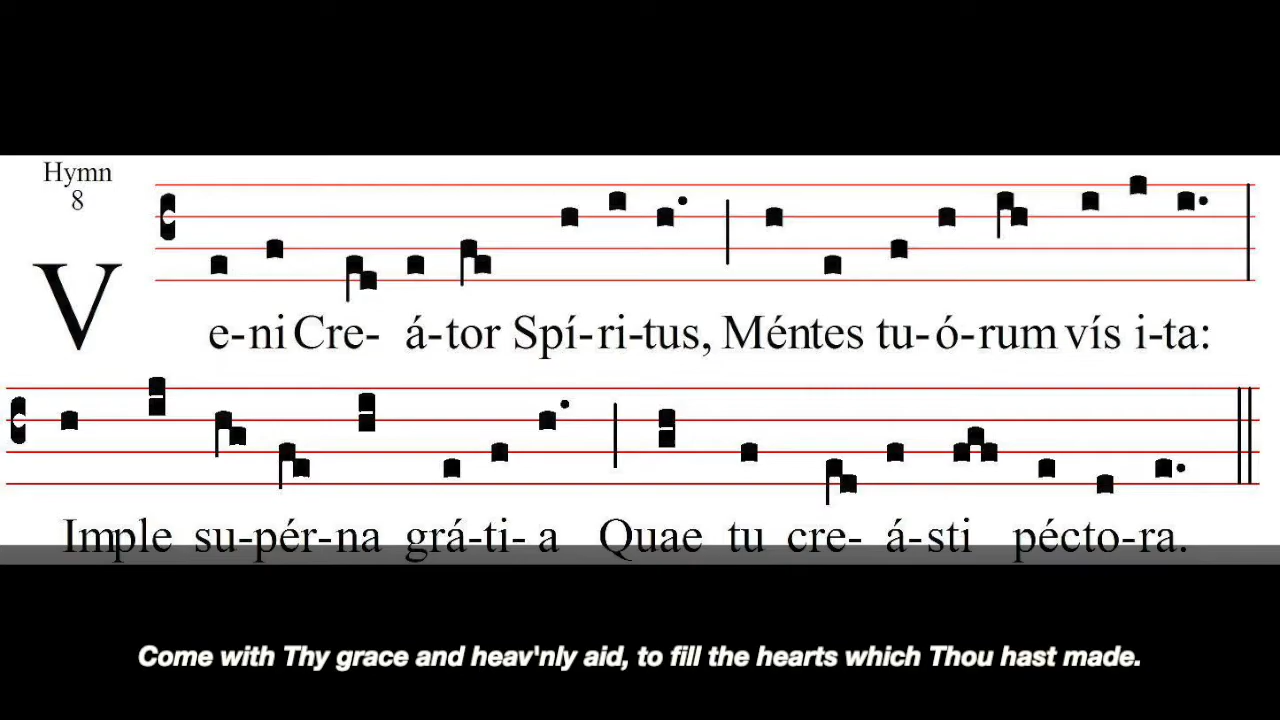 Hymn
8
Ve-ni Cre- á-tor Spí-ri-tus, Méntes tu-ó-rum vís i-ta:
Imple su-pér-na grá-ti- a Quae tu cre- á-sti pécto-ra.
Come with Thy grace and heav'nly aid, to fill the hearts which Thou hast made.